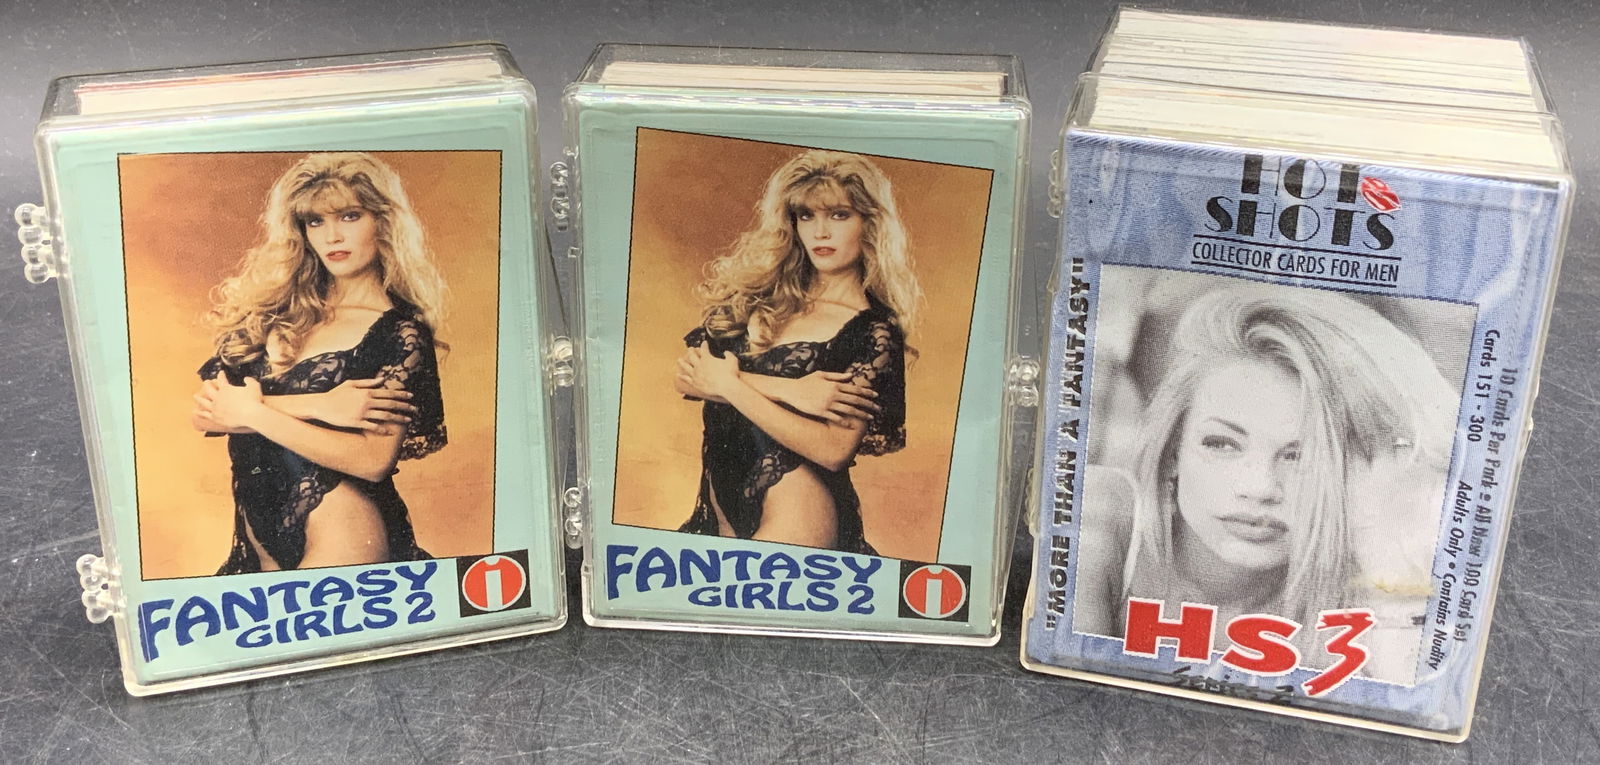 FANTASY
GIRLS 2
i
FANTASY
GIRLS 2
i
HOT
SHOTS
COLLECTOR CARDS FOR MEN
"MORE THAN A FANTASY"
10 Cards Per Pack • All New 100 Card Set
Cards 151 - 300
Adults Only • Contains Nudity
HS3
Series